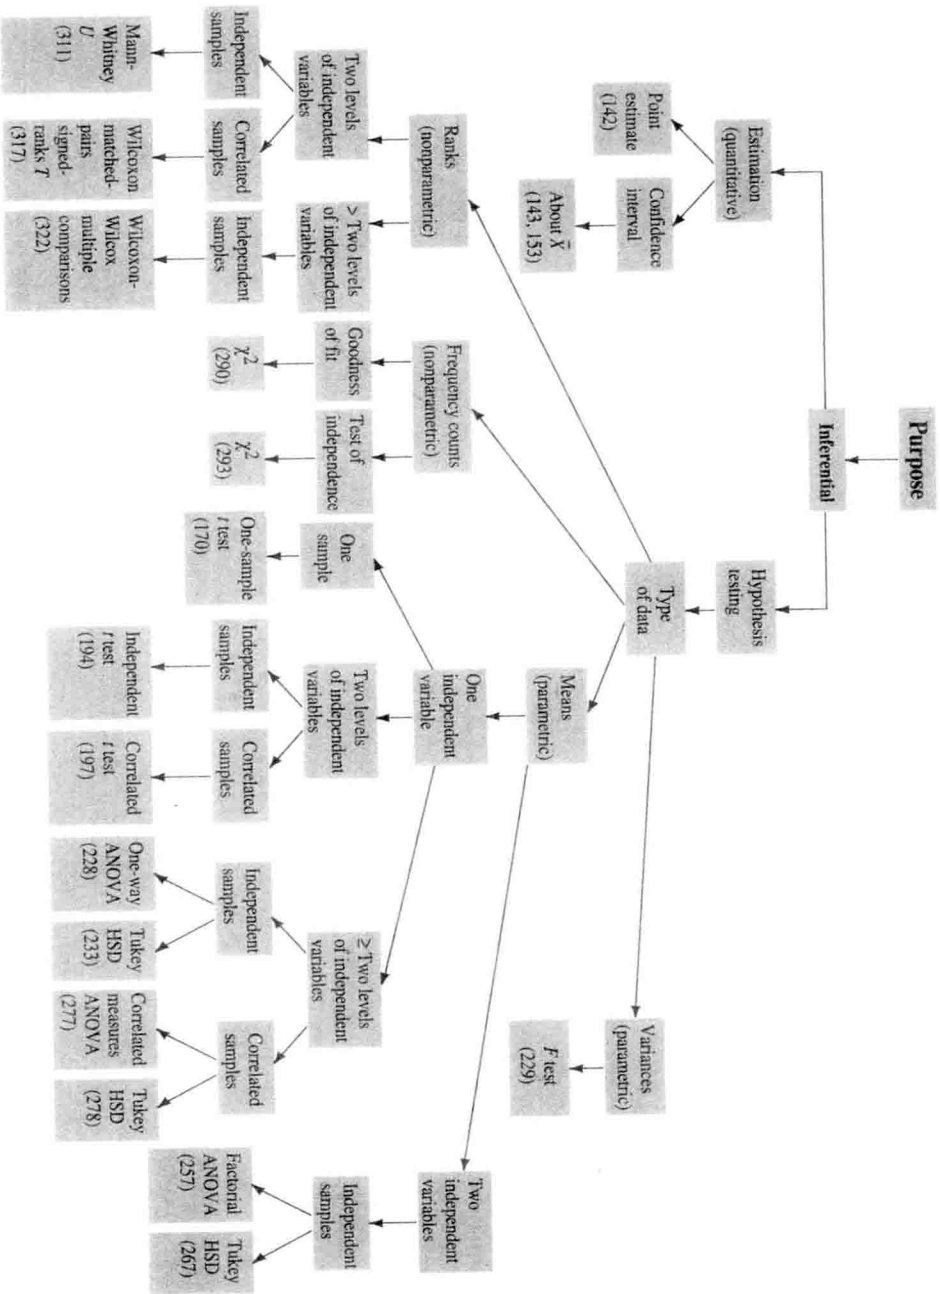 Purpose
Inferential
Estimation
(quantitative)
Hypothesis
testing
Point
estimate
(142)
Confidence
interval
About X̄
(143, 153)
Type
of data
Ranks
(nonparametric)
Frequency counts
(nonparametric)
Means
(parametric)
Variances
(parametric)
F test
(229)
Two levels
of independent
variables
> Two levels
of independent
variables
Goodness
of fit
Test of
independence
One
independent
variable
Two
independent
variables
Independent
samples
Correlated
samples
Independent
samples
χ2
(290)
χ2
(293)
One
sample
Two levels
of independent
variables
≥ Two levels
of independent
variables
Independent
samples
Mann-
Whitney
U
(311)
Wilcoxon
matched-
pairs
signed-
ranks T
(317)
Wilcoxon-
Wilcox
multiple
comparisons
(322)
One-sample
t test
(170)
Independent
samples
Correlated
samples
Independent
samples
Correlated
samples
Factorial
ANOVA
(257)
Tukey
HSD
(267)
Independent
t test
(194)
Correlated
t test
(197)
One-way
ANOVA
(228)
Tukey
HSD
(233)
Correlated
measures
ANOVA
(277)
Tukey
HSD
(278)